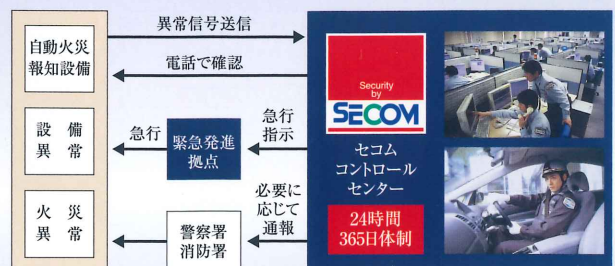 異常信号送信
自動火災
報知設備
電話で確認
設備
異常
急行
緊急発進
拠点
急行
指示
火災
異常
警察署
消防署
必要に
応じて
通報
Security
by
SECOM
セコム
コントロール
センター
24時間
365日体制